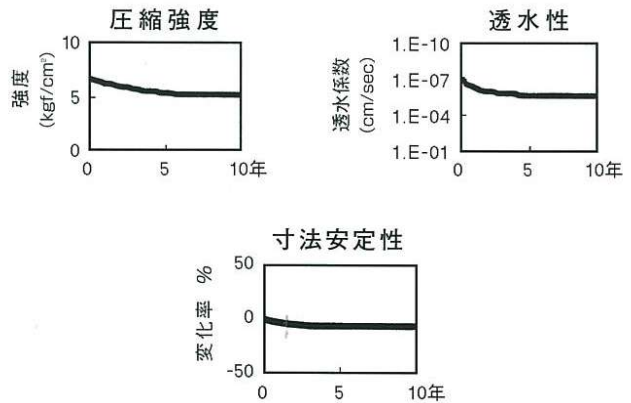 圧縮強度
強度
(kgf/cm²)
10
5
0
0 5 10年
透水性
透水係数
(cm/sec)
1.E-10
1.E-07
1.E-04
1.E-01
0 5 10年
寸法安定性
変化率 %
50
0
-50
0 5 10年